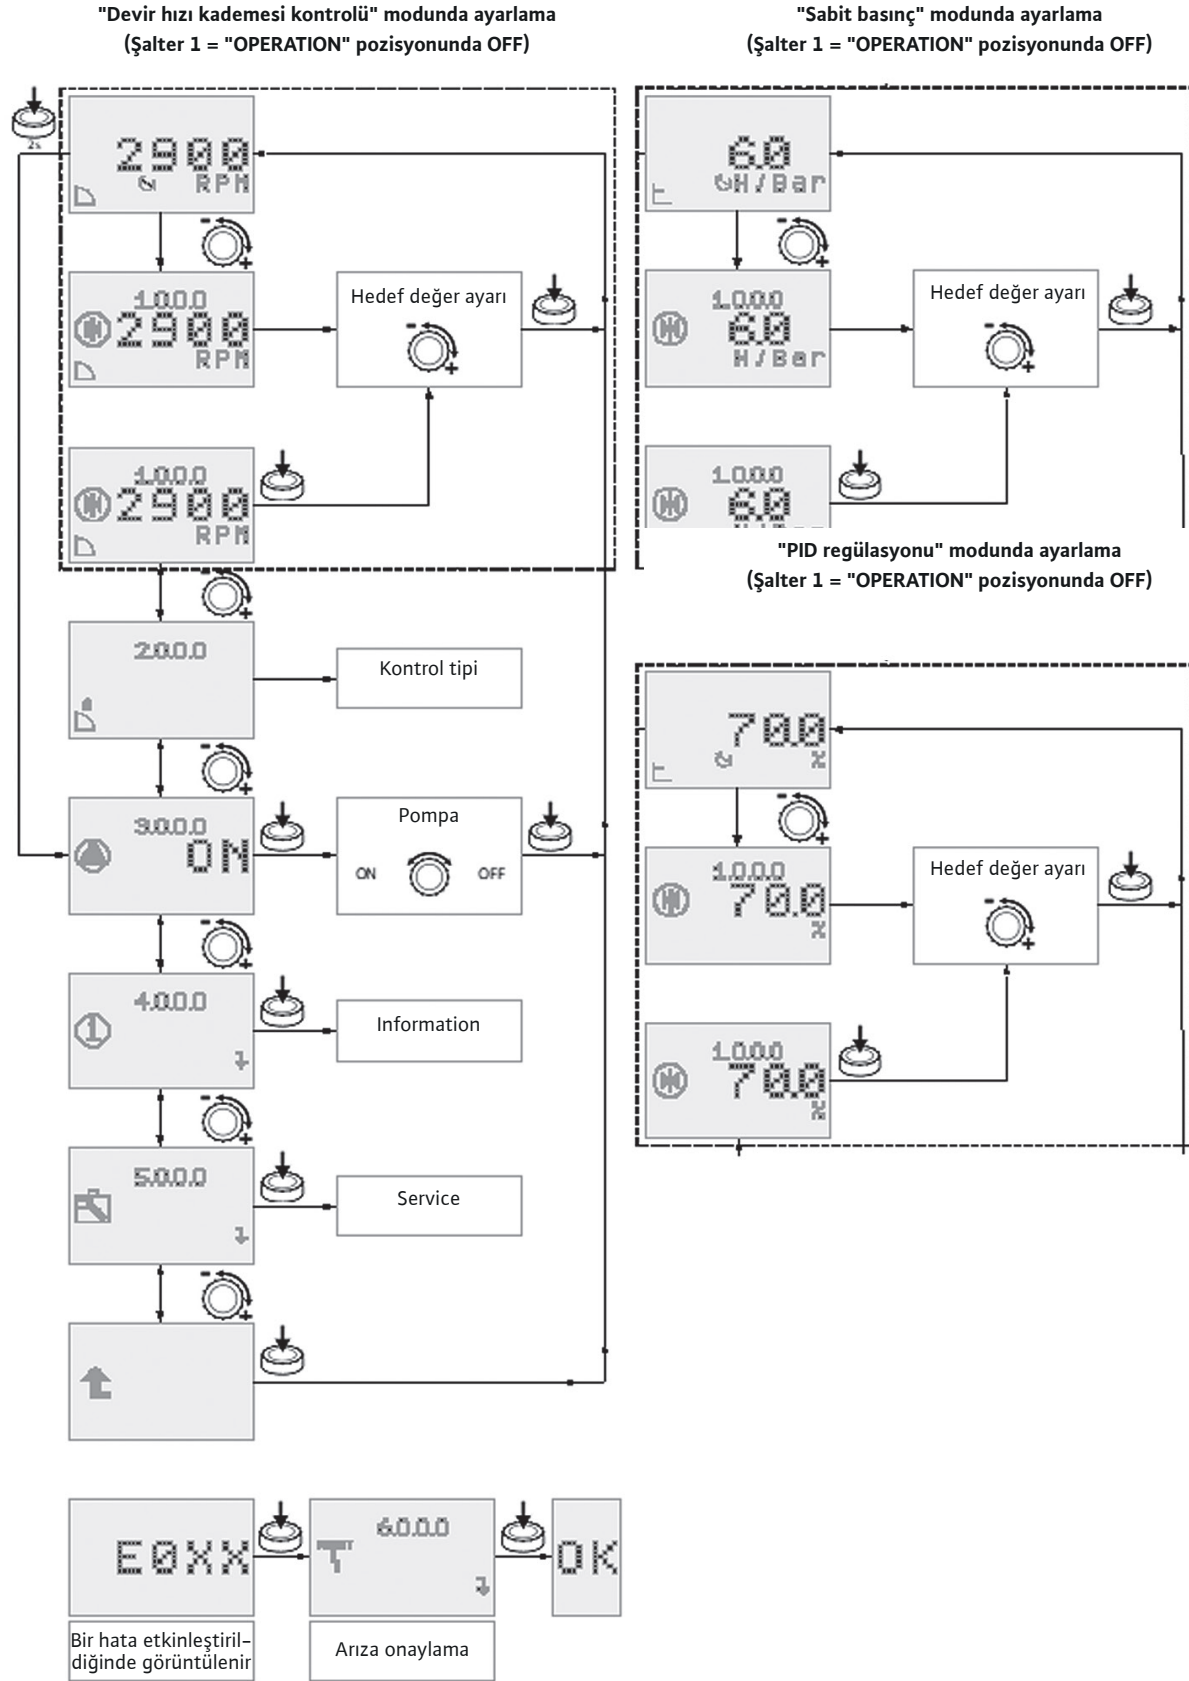 "Devir hızı kademesi kontrolü" modunda ayarlama
(Şalter 1 = "OPERATION" pozisyonunda OFF)
2s
2900
RPM
1.0.0.0
2900
RPM
Hedef değer ayarı
- +
1.0.0.0
2900
RPM
2.0.0.0
Kontrol tipi
3.0.0.0
ON
Pompa
ON OFF
4.0.0.0
Information
5.0.0.0
Service
E0XX
6.0.0.0
RESET
OK
Bir hata etkinleştiril-
diğinde görüntülenir
Arıza onaylama
"Sabit basınç" modunda ayarlama
(Şalter 1 = "OPERATION" pozisyonunda OFF)
6.0
H/Bar
1.0.0.0
6.0
H/Bar
Hedef değer ayarı
- +
1.0.0.0
6.0
"PID regülasyonu" modunda ayarlama
(Şalter 1 = "OPERATION" pozisyonunda OFF)
70.0
%
1.0.0.0
70.0
%
Hedef değer ayarı
- +
1.0.0.0
70.0
%